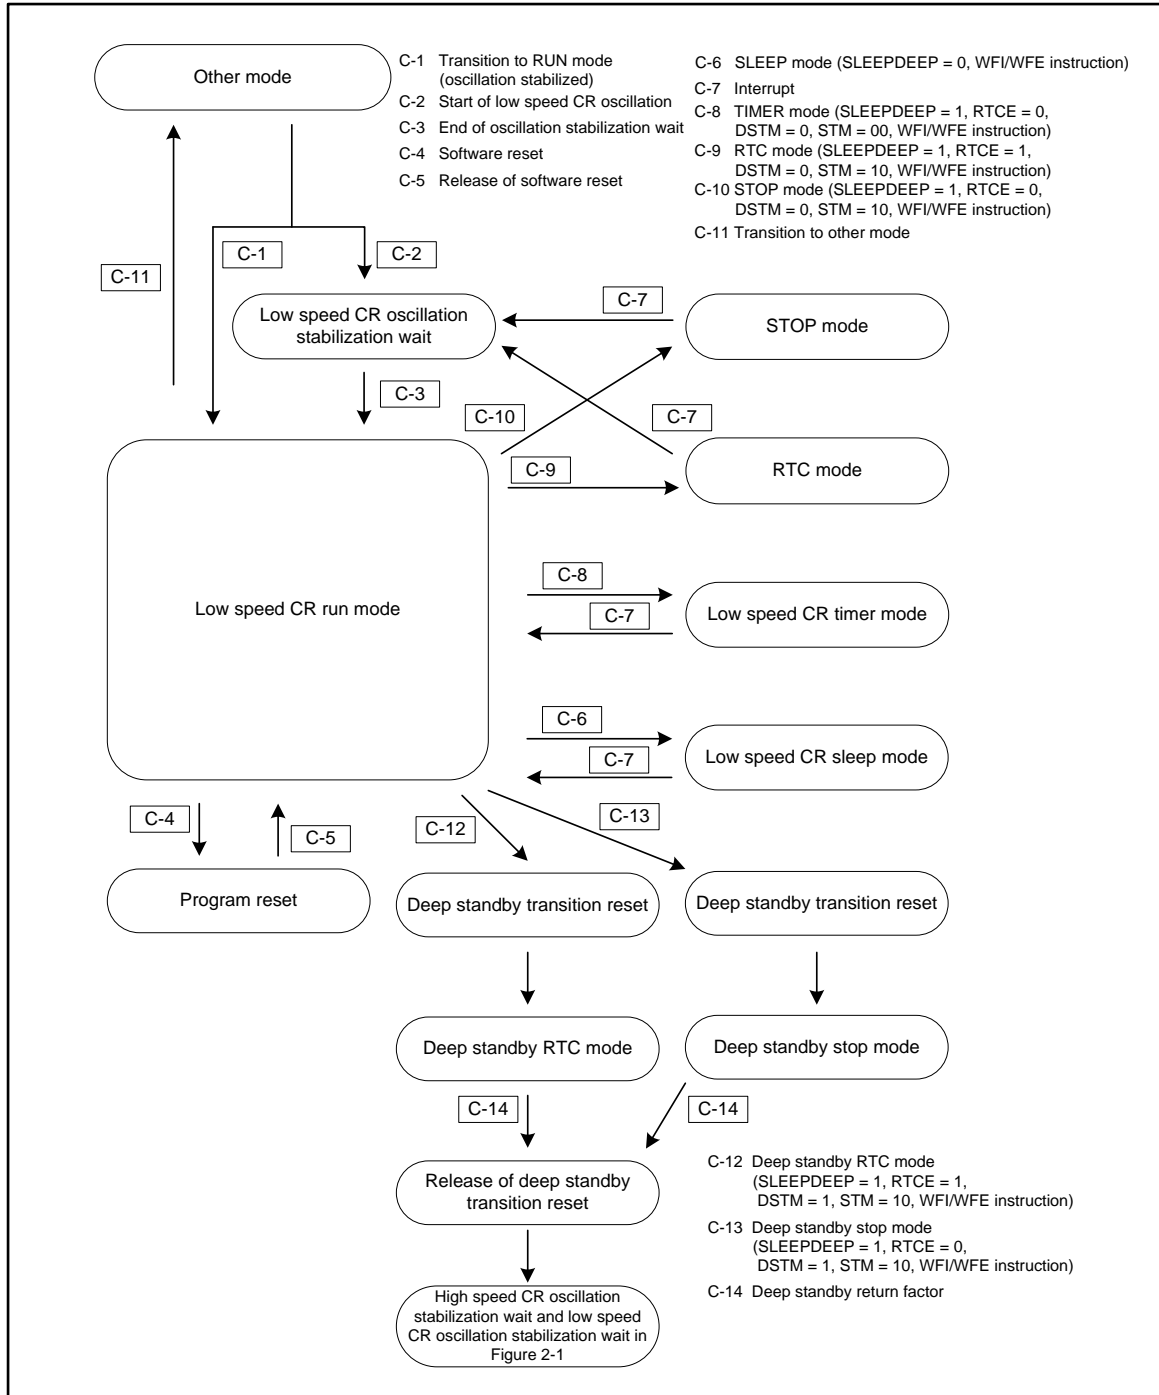 Other mode
C-1 Transition to RUN mode
(oscillation stabilized)
C-2 Start of low speed CR oscillation
C-3 End of oscillation stabilization wait
C-4 Software reset
C-5 Release of software reset
C-6 SLEEP mode (SLEEPDEEP = 0, WFI/WFE instruction)
C-7 Interrupt
C-8 TIMER mode (SLEEPDEEP = 1, RTCE = 0,
DSTM = 0, STM = 00, WFI/WFE instruction)
C-9 RTC mode (SLEEPDEEP = 1, RTCE = 1,
DSTM = 0, STM = 10, WFI/WFE instruction)
C-10 STOP mode (SLEEPDEEP = 1, RTCE = 0,
DSTM = 0, STM = 10, WFI/WFE instruction)
C-11 Transition to other mode
C-11
C-1
C-2
Low speed CR oscillation
stabilization wait
C-7
STOP mode
C-3
C-10
C-7
C-9
RTC mode
Low speed CR run mode
C-8
C-7
Low speed CR timer mode
C-6
C-7
Low speed CR sleep mode
C-4
C-5
C-12
C-13
Program reset
Deep standby transition reset
Deep standby transition reset
Deep standby RTC mode
Deep standby stop mode
C-14
C-14
Release of deep standby
transition reset
C-12 Deep standby RTC mode
(SLEEPDEEP = 1, RTCE = 1,
DSTM = 1, STM = 10, WFI/WFE instruction)
C-13 Deep standby stop mode
(SLEEPDEEP = 1, RTCE = 0,
DSTM = 1, STM = 10, WFI/WFE instruction)
C-14 Deep standby return factor
High speed CR oscillation
stabilization wait and low speed
CR oscillation stabilization wait in
Figure 2-1